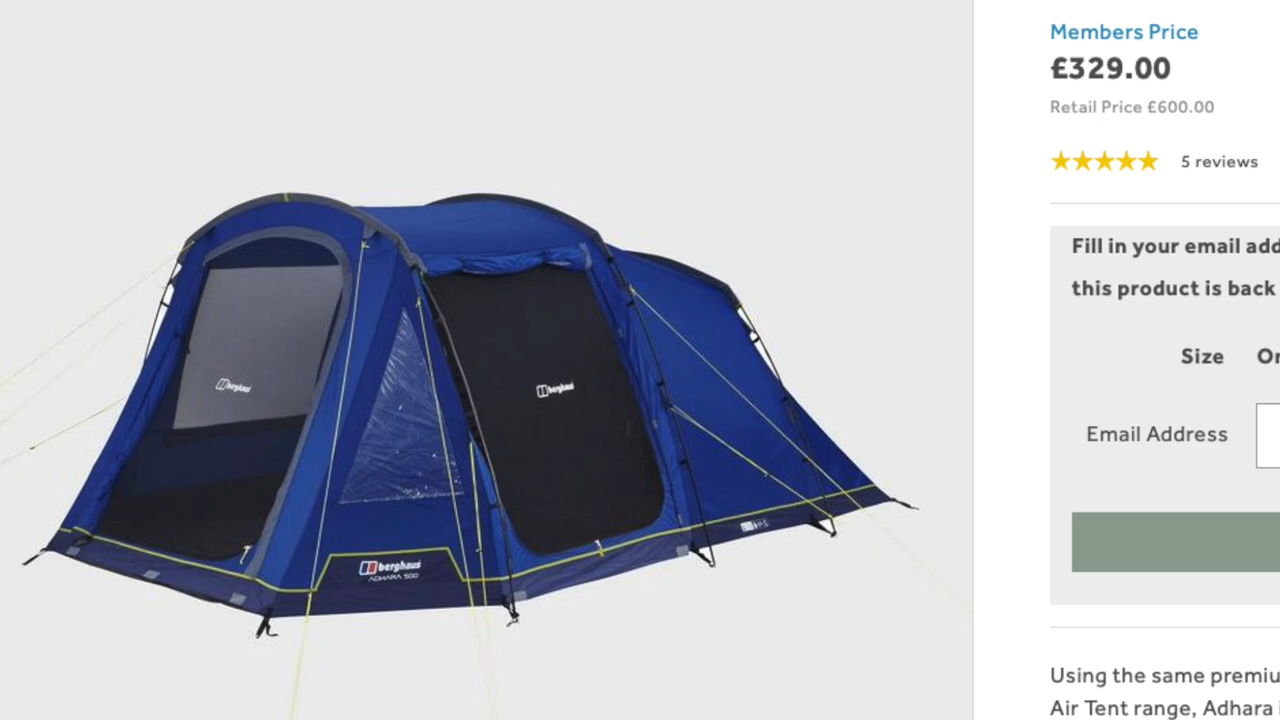 Members Price
£329.00
Retail Price £600.00
5 reviews
Fill in your email add
this product is back
Size
Email Address
Using the same premiu
Air Tent range, Adhara
berghaus
berghaus
berghaus
ADHARA 500